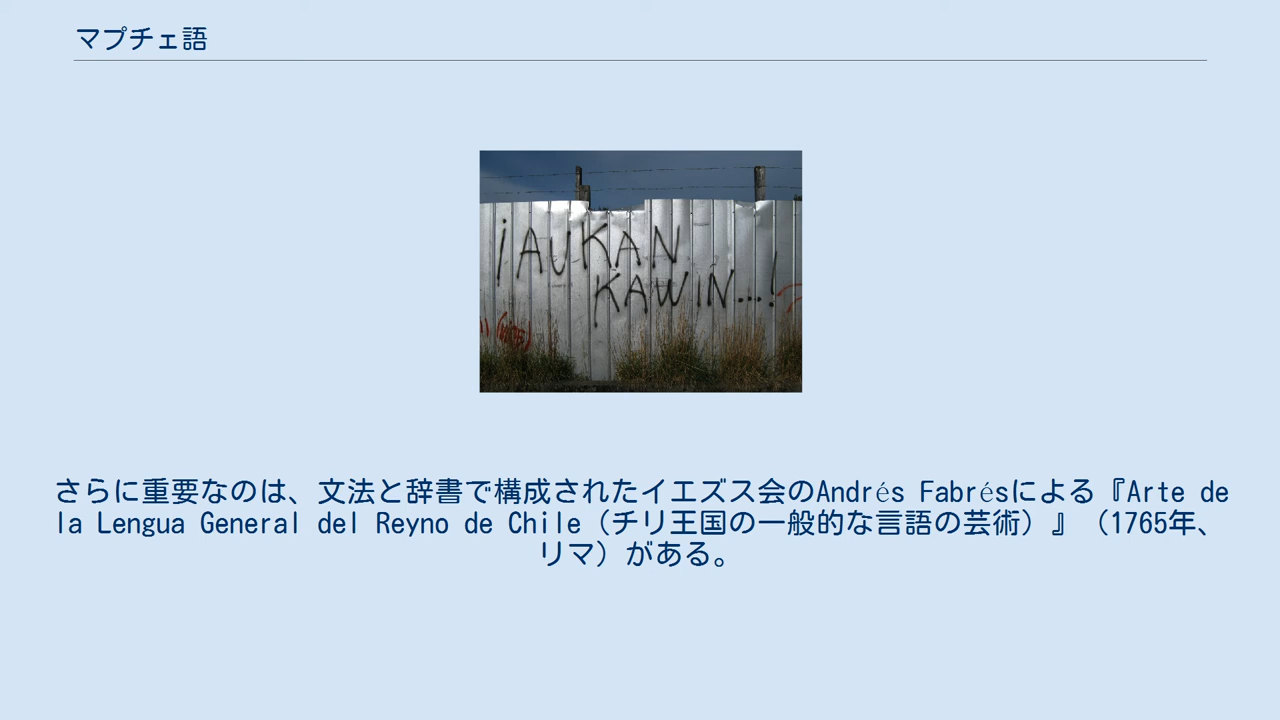 マプチェ語
¡AUKAN
KAWIN...!
さらに重要なのは、文法と辞書で構成されたイエズス会のAndrés Fabrésによる『Arte de
la Lengua General del Reyno de Chile（チリ王国の一般的な言語の芸術）』（1765年、
リマ）がある。